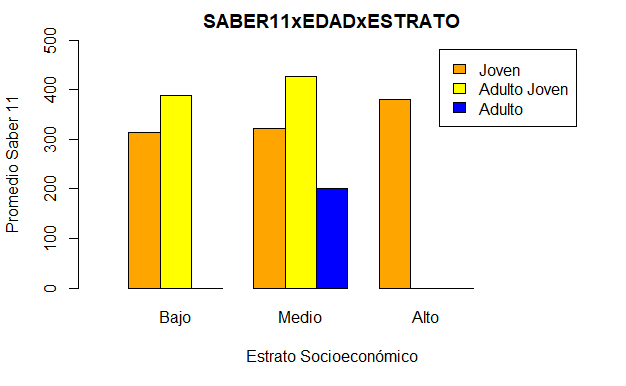 SABER11xEDADxESTRATO
Joven
Adulto Joven
Adulto
Promedio Saber 11
500
400
300
200
100
0
Bajo Medio Alto
Estrato Socioeconómico